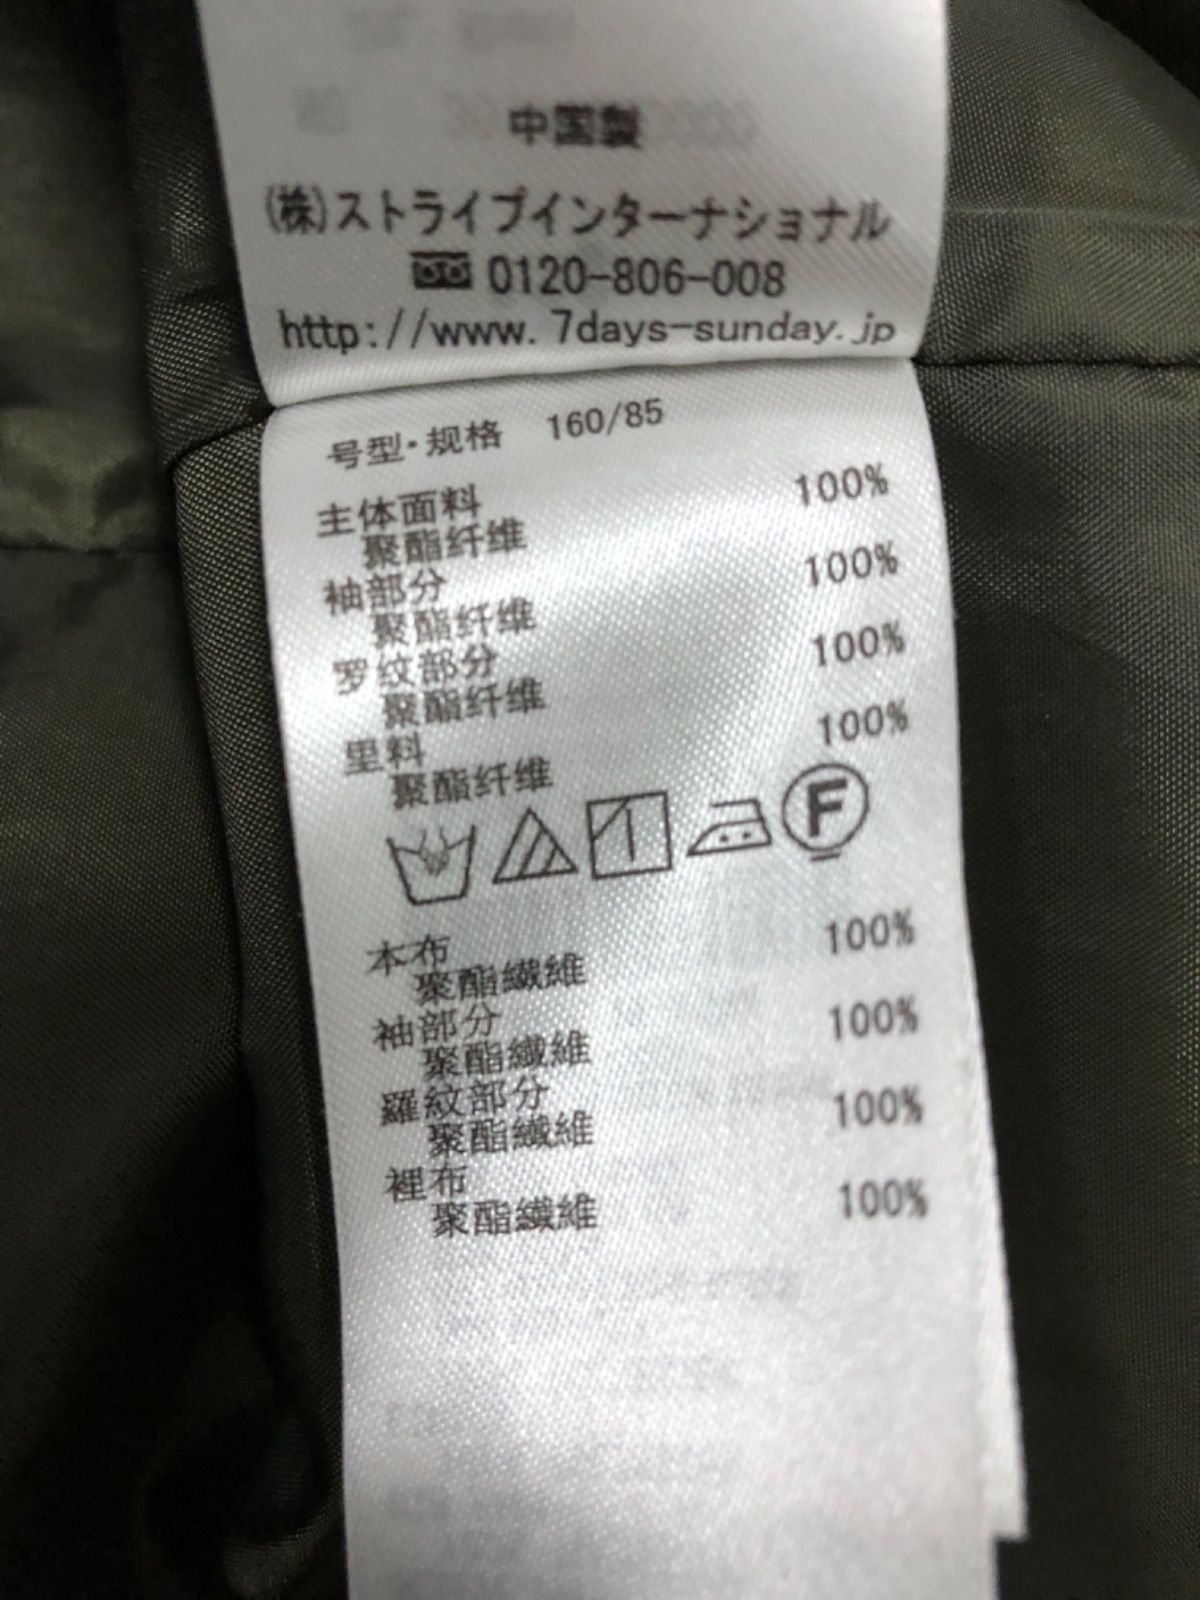 中国製
(株)ストライプインターナショナル
0120-806-008
http://www.7days-sunday.jp
号型・规格 160/85
主体面料
聚酯纤维 100%
袖部分
聚酯纤维 100%
罗纹部分
聚酯纤维 100%
里料
聚酯纤维 100%
F
本布
聚酯纖維 100%
袖部分
聚酯纖維 100%
羅紋部分
聚酯纖維 100%
裡布
聚酯纖維 100%